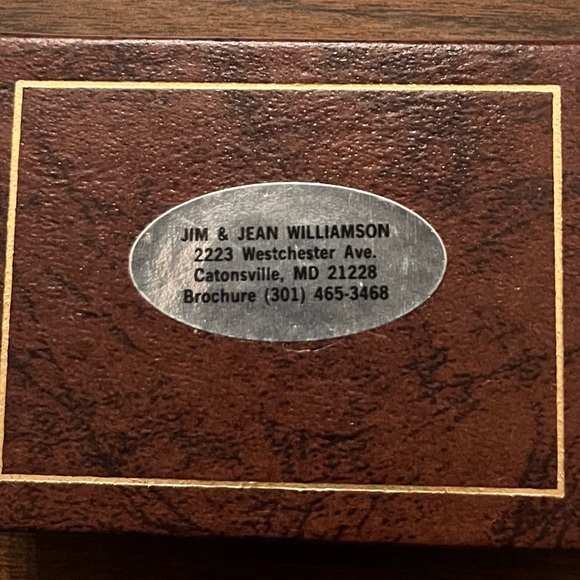 JIM & JEAN WILLIAMSON
2223 Westchester Ave.
Catonsville, MD 21228
Brochure (301) 465-3468